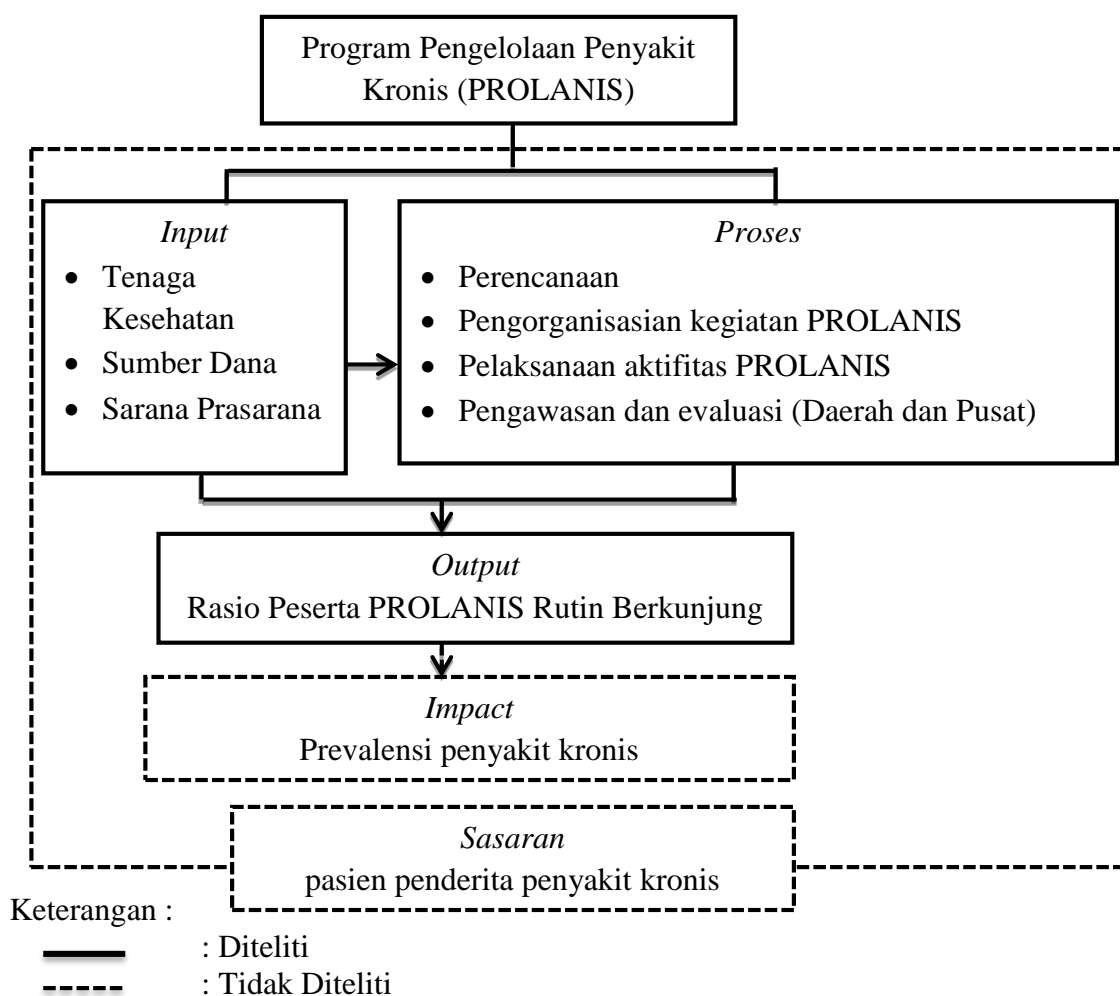 Program Pengelolaan Penyakit
Kronis (PROLANIS)
Input
• Tenaga
Kesehatan
• Sumber Dana
• Sarana Prasarana
Proses
• Perencanaan
• Pengorganisasian kegiatan PROLANIS
• Pelaksanaan aktifitas PROLANIS
• Pengawasan dan evaluasi (Daerah dan Pusat)
Output
Rasio Peserta PROLANIS Rutin Berkunjung
Impact
Prevalensi penyakit kronis
Sasaran
pasien penderita penyakit kronis
Keterangan :
: Diteliti
: Tidak Diteliti